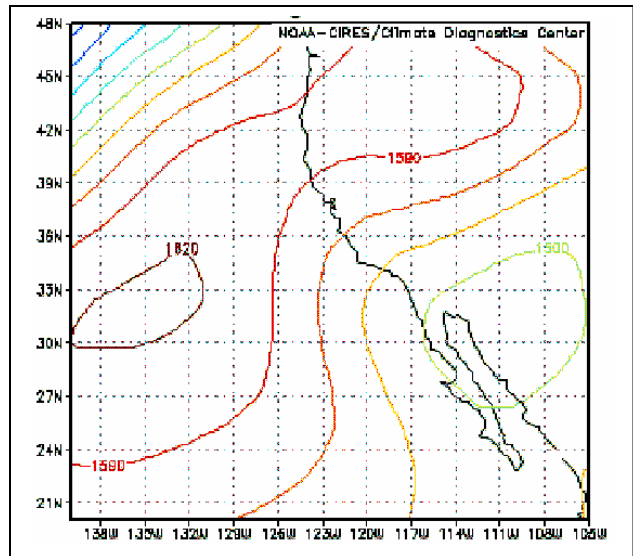 48N
NOAA-CIRES/Climate Diagnostics Center
45N
42N
1590
39N
36N
1620
1500
33N
30N
27N
24N
1590
21N
138W 135W 132W 129W 126W 123W 120W 117W 114W 111W 108W 105W